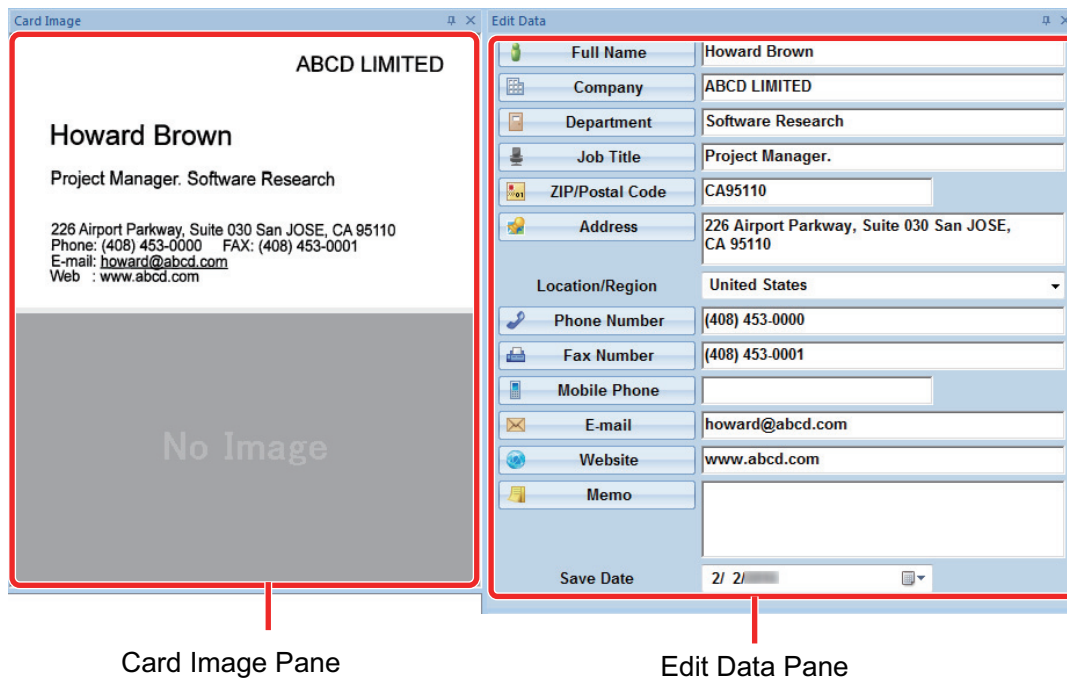 Card Image
ABCD LIMITED
Howard Brown
Project Manager. Software Research
226 Airport Parkway, Suite 030 San JOSE, CA 95110
Phone: (408) 453-0000 FAX: (408) 453-0001
E-mail: howard@abcd.com
Web : www.abcd.com
No Image
Edit Data
Full Name Howard Brown
Company ABCD LIMITED
Department Software Research
Job Title Project Manager.
01
ZIP/Postal Code CA95110
Address 226 Airport Parkway, Suite 030 San JOSE,
CA 95110
Location/Region United States
Phone Number (408) 453-0000
Fax Number (408) 453-0001
Mobile Phone
E-mail howard@abcd.com
Website www.abcd.com
Memo
Save Date 2/ 2/
Card Image Pane
Edit Data Pane